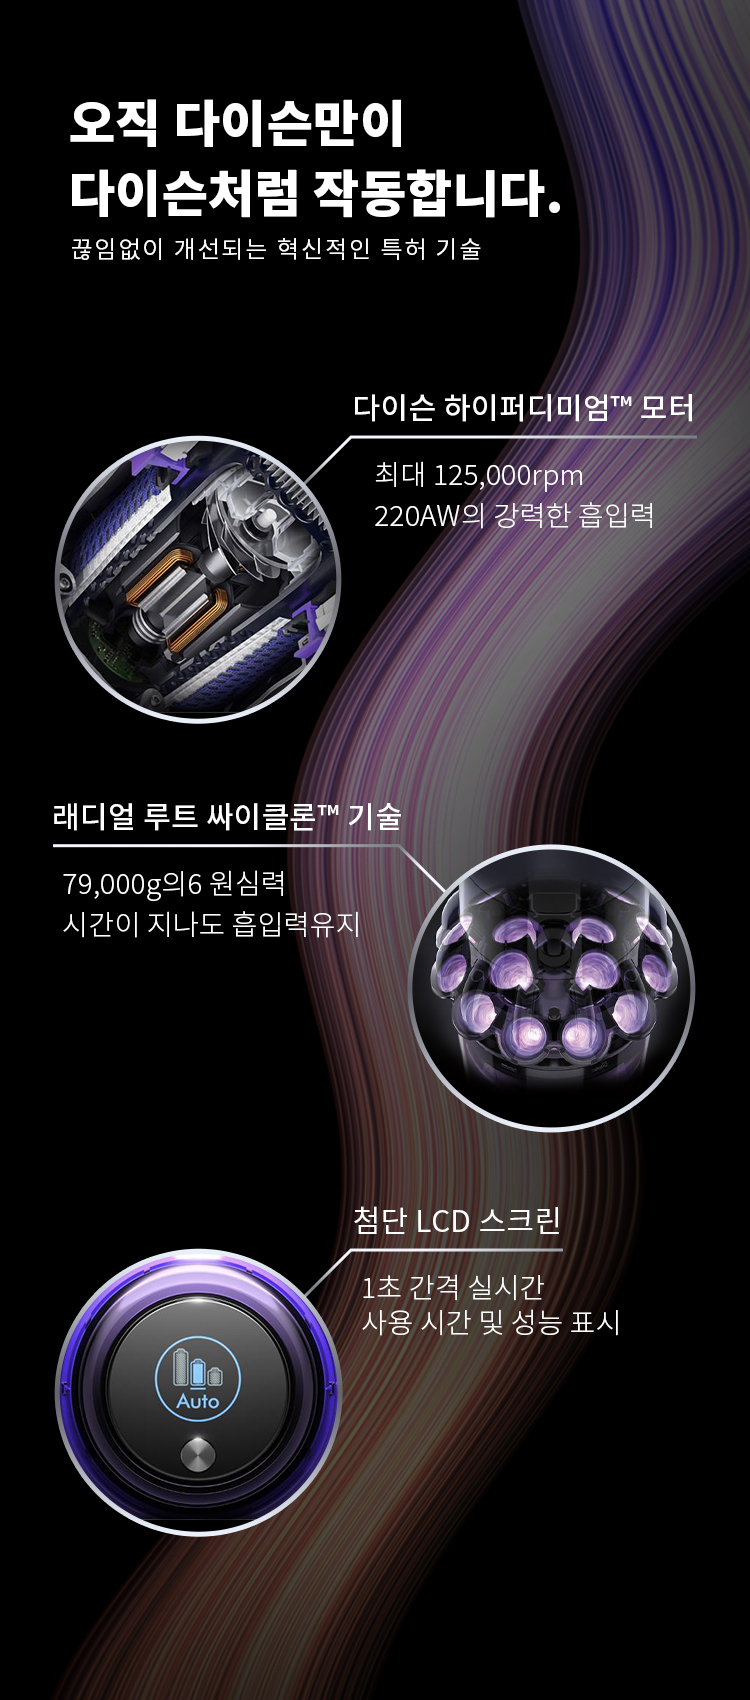 오직 다이슨만이
다이슨처럼 작동합니다.
끊임없이 개선되는 혁신적인 특허 기술
다이슨 하이퍼디미엄™ 모터
최대 125,000rpm
220AW의 강력한 흡입력
래디얼 루트 싸이클론™ 기술
79,000g의6 원심력
시간이 지나도 흡입력유지
첨단 LCD 스크린
1초 간격 실시간
사용 시간 및 성능 표시
Auto